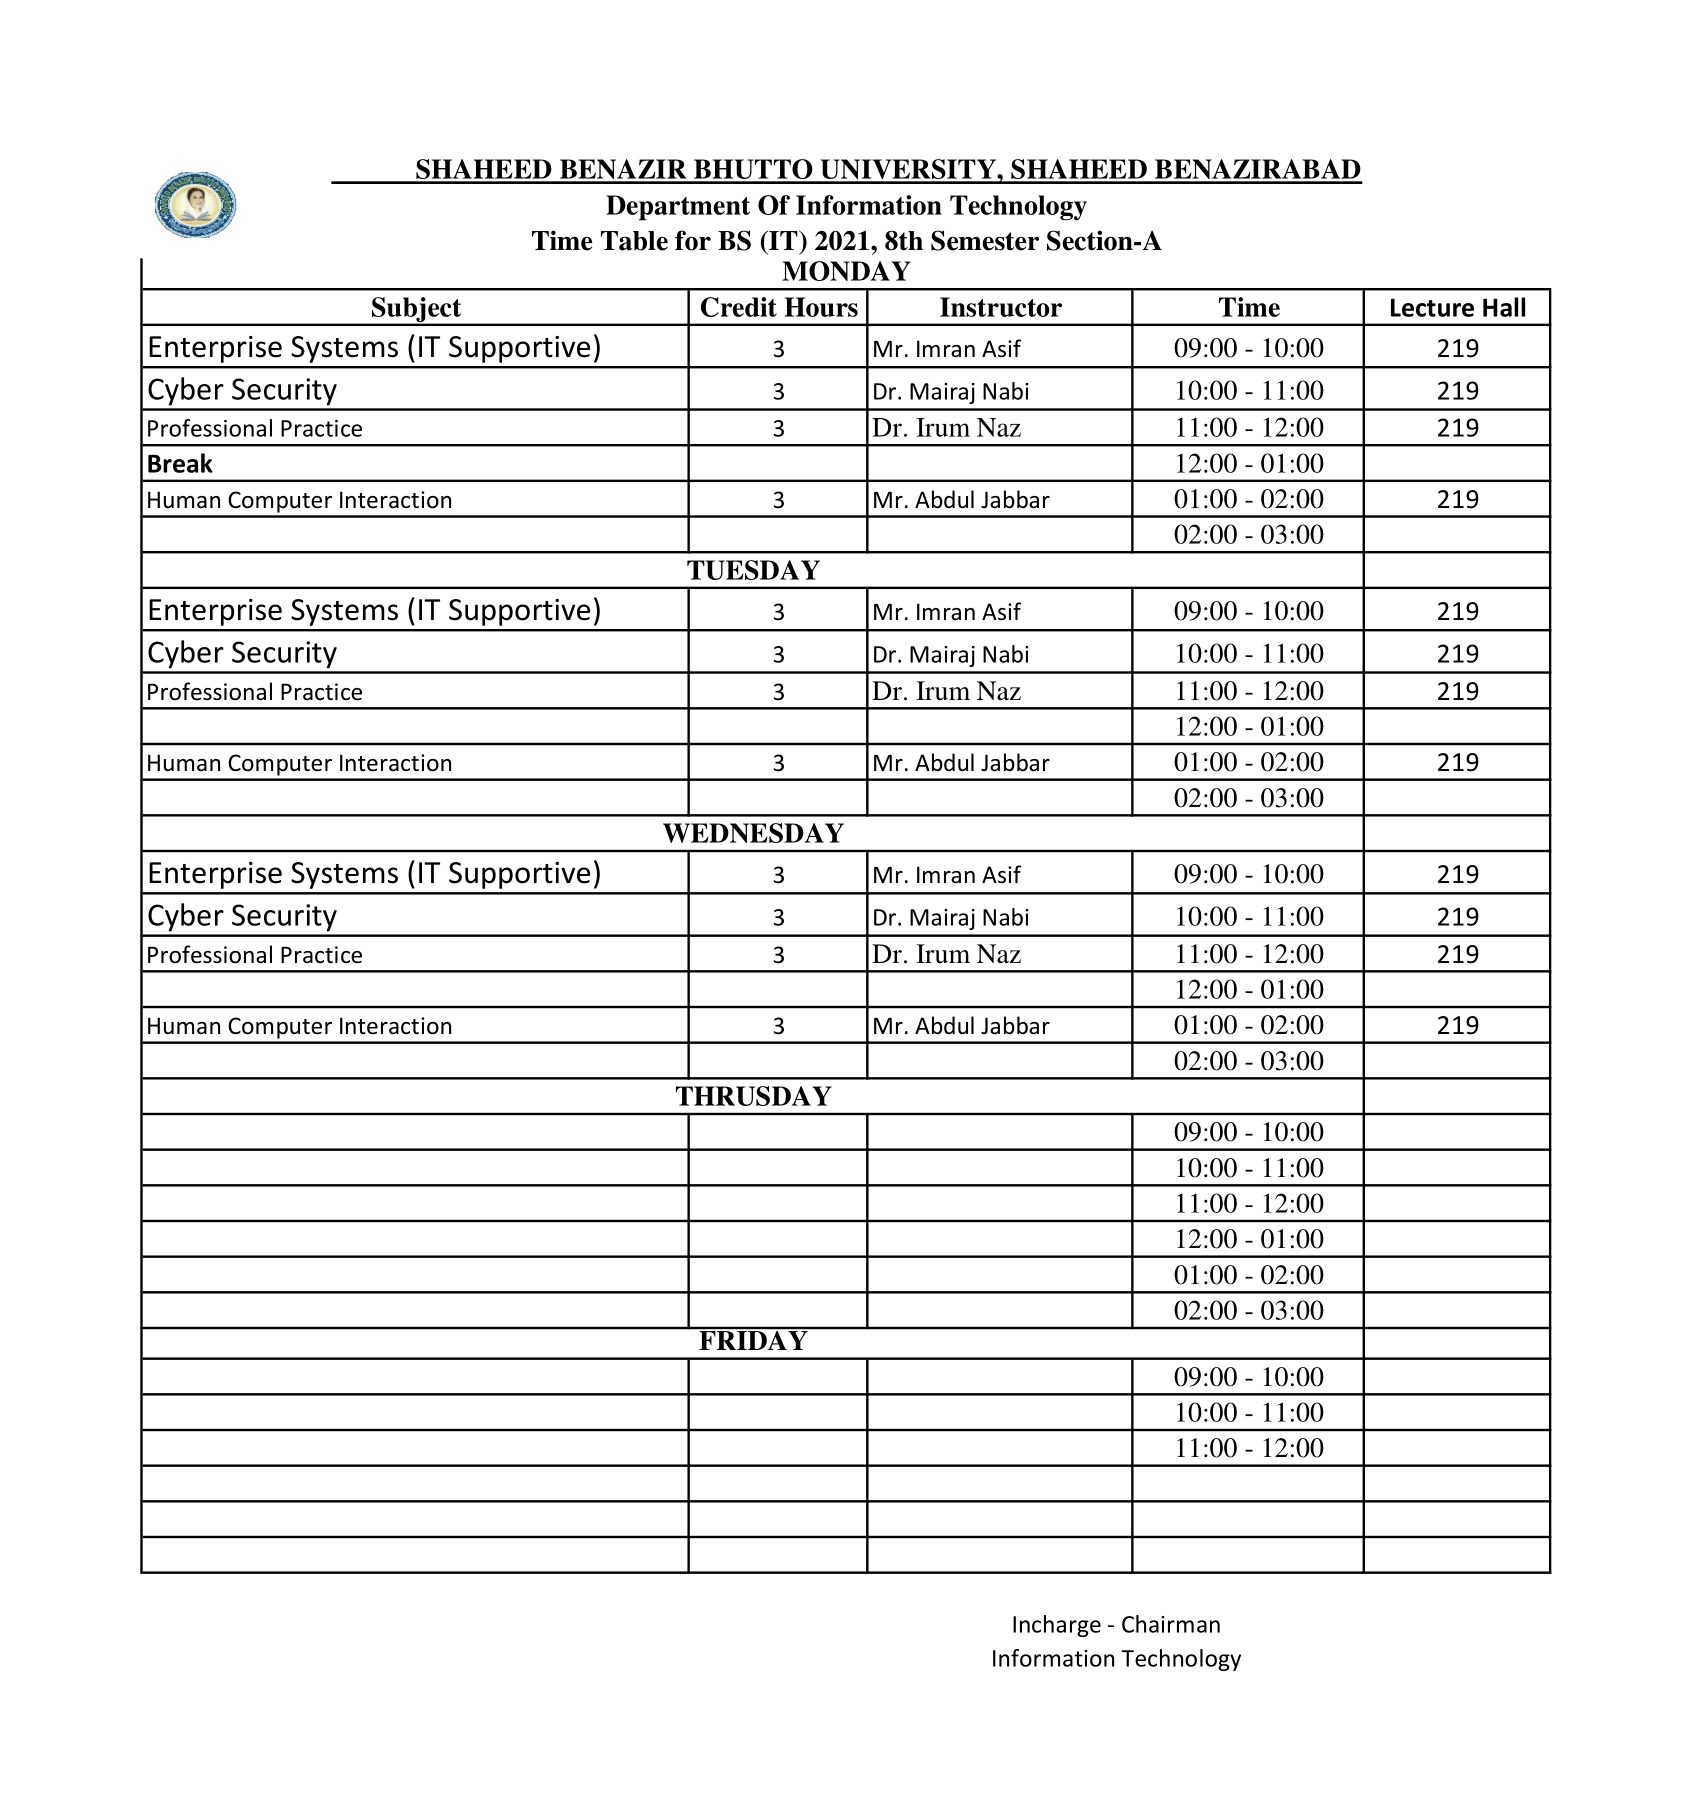 SHAHEED BENAZIR BHUTTO UNIVERSITY, SHAHEED BENAZIRABAD
Department Of Information Technology
Time Table for BS (IT) 2021, 8th Semester Section-A
MONDAY
Subject Credit Hours Instructor Time Lecture Hall
Enterprise Systems (IT Supportive) 3 Mr. Imran Asif 09:00 - 10:00 219
Cyber Security 3 Dr. Mairaj Nabi 10:00 - 11:00 219
Professional Practice 3 Dr. Irum Naz 11:00 - 12:00 219
Break 12:00 - 01:00
Human Computer Interaction 3 Mr. Abdul Jabbar 01:00 - 02:00 219
02:00 - 03:00
TUESDAY
Enterprise Systems (IT Supportive) 3 Mr. Imran Asif 09:00 - 10:00 219
Cyber Security 3 Dr. Mairaj Nabi 10:00 - 11:00 219
Professional Practice 3 Dr. Irum Naz 11:00 - 12:00 219
12:00 - 01:00
Human Computer Interaction 3 Mr. Abdul Jabbar 01:00 - 02:00 219
02:00 - 03:00
WEDNESDAY
Enterprise Systems (IT Supportive) 3 Mr. Imran Asif 09:00 - 10:00 219
Cyber Security 3 Dr. Mairaj Nabi 10:00 - 11:00 219
Professional Practice 3 Dr. Irum Naz 11:00 - 12:00 219
12:00 - 01:00
Human Computer Interaction 3 Mr. Abdul Jabbar 01:00 - 02:00 219
02:00 - 03:00
THRUSDAY
09:00 - 10:00
10:00 - 11:00
11:00 - 12:00
12:00 - 01:00
01:00 - 02:00
02:00 - 03:00
FRIDAY
09:00 - 10:00
10:00 - 11:00
11:00 - 12:00
Incharge - Chairman
Information Technology